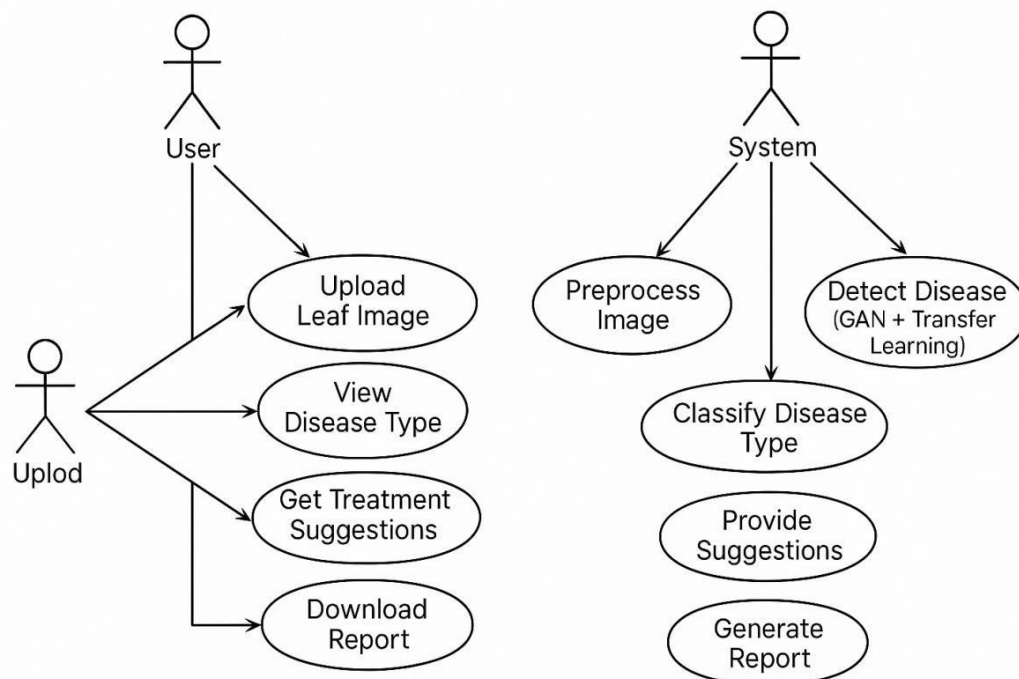 User
Upload
Leaf Image
View
Disease Type
Uplod
Get Treatment
Suggestions
Download
Report
System
Preprocess
Image
Detect Disease
(GAN + Transfer
Learning)
Classify Disease
Type
Provide
Suggestions
Generate
Report